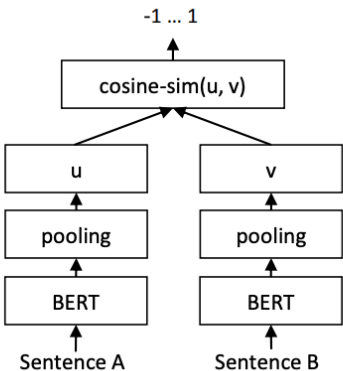 -1 ... 1
cosine-sim(u, v)
u
v
pooling
pooling
BERT
BERT
Sentence A
Sentence B